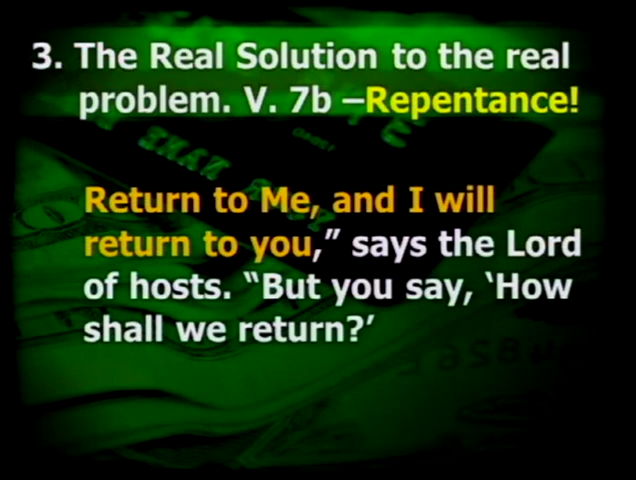 3. The Real Solution to the real
problem. V. 7b –Repentance!
Return to Me, and I will
return to you,” says the Lord
of hosts. “But you say, ‘How
shall we return?’